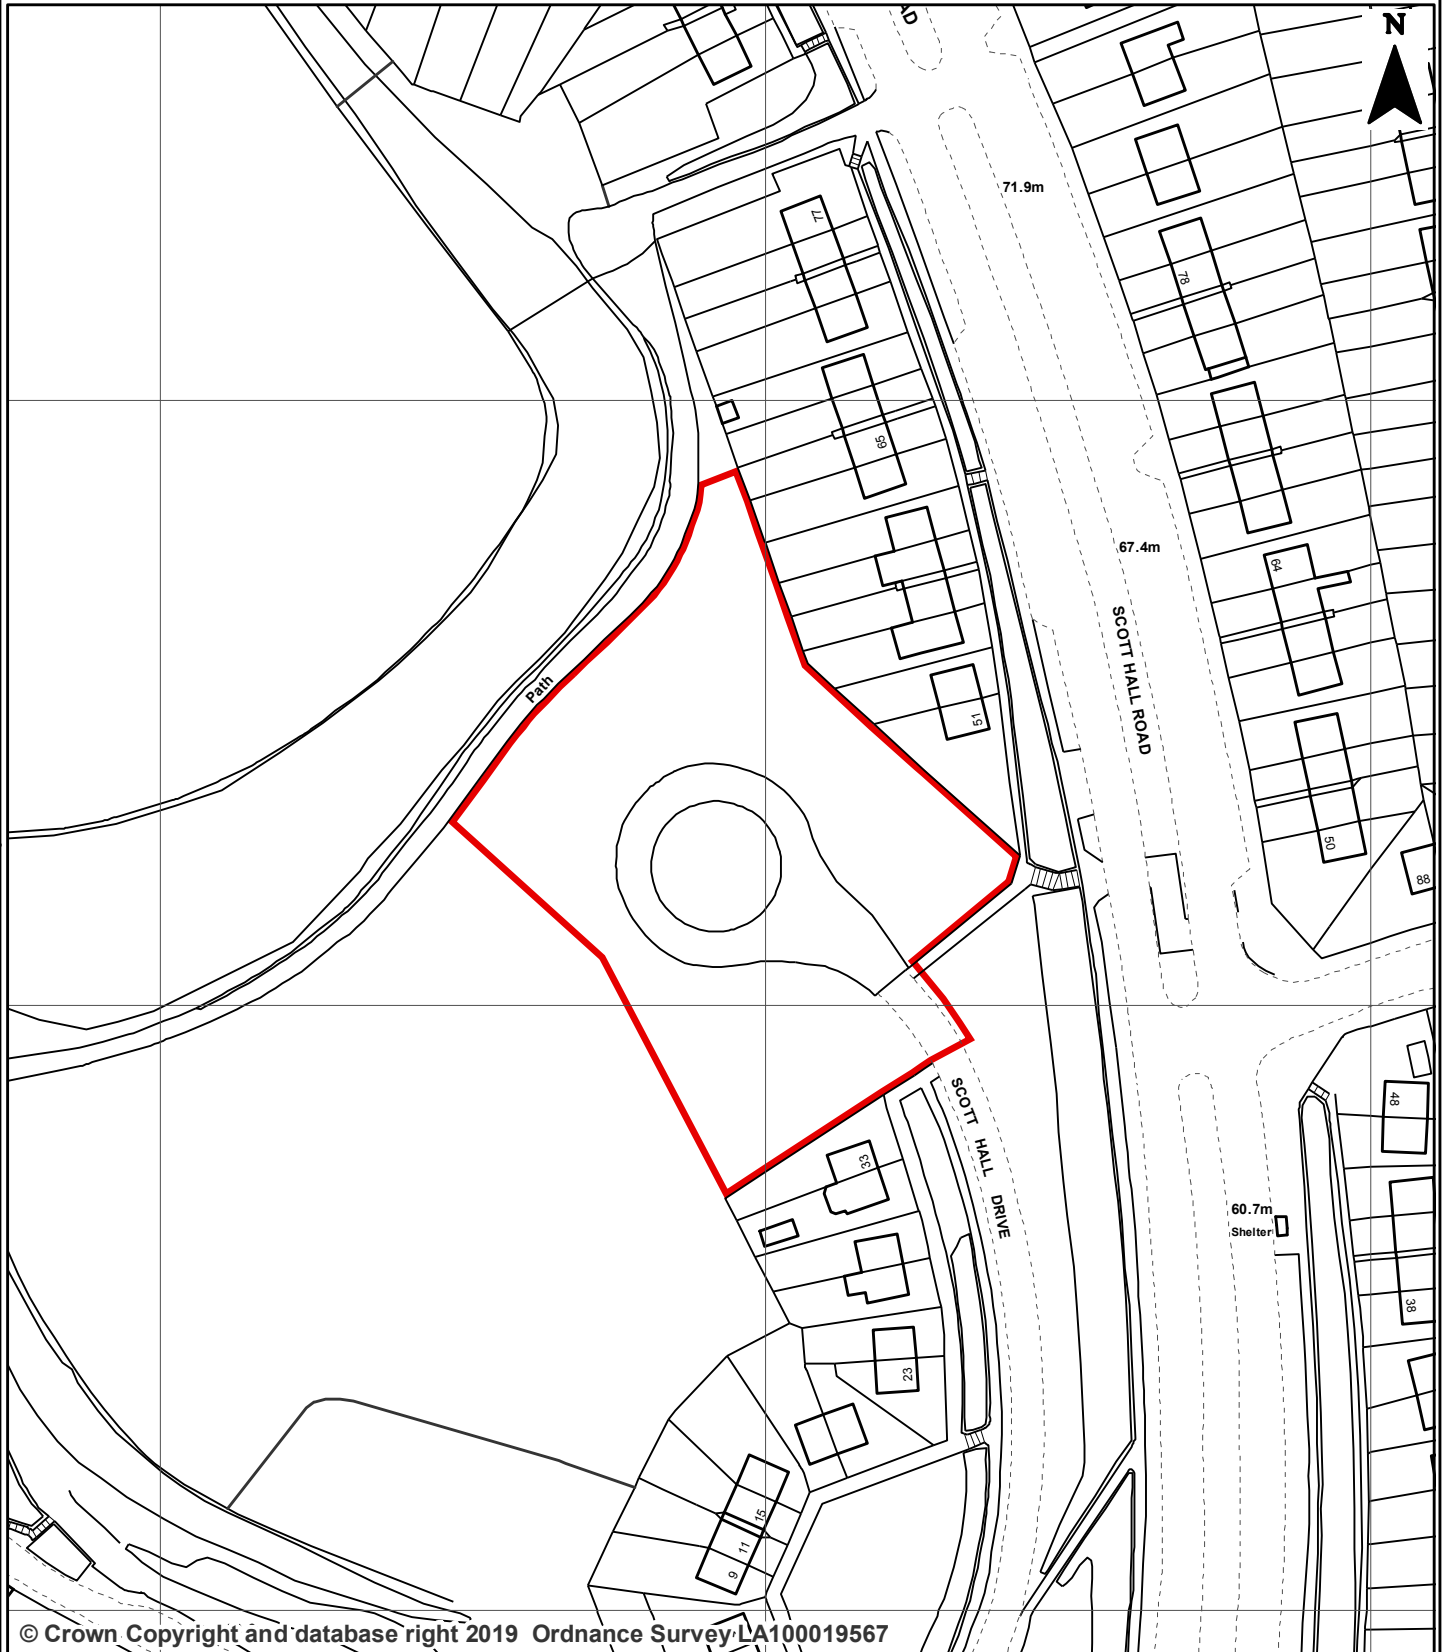 AD
N
71.9m
77
78
65
67.4m
64
SCOTT HALL ROAD
Path
51
50
88
SCOTT HALL DRIVE
48
33
60.7m
Shelter
38
23
15
11
9
© Crown Copyright and database right 2019 Ordnance Survey LA100019567